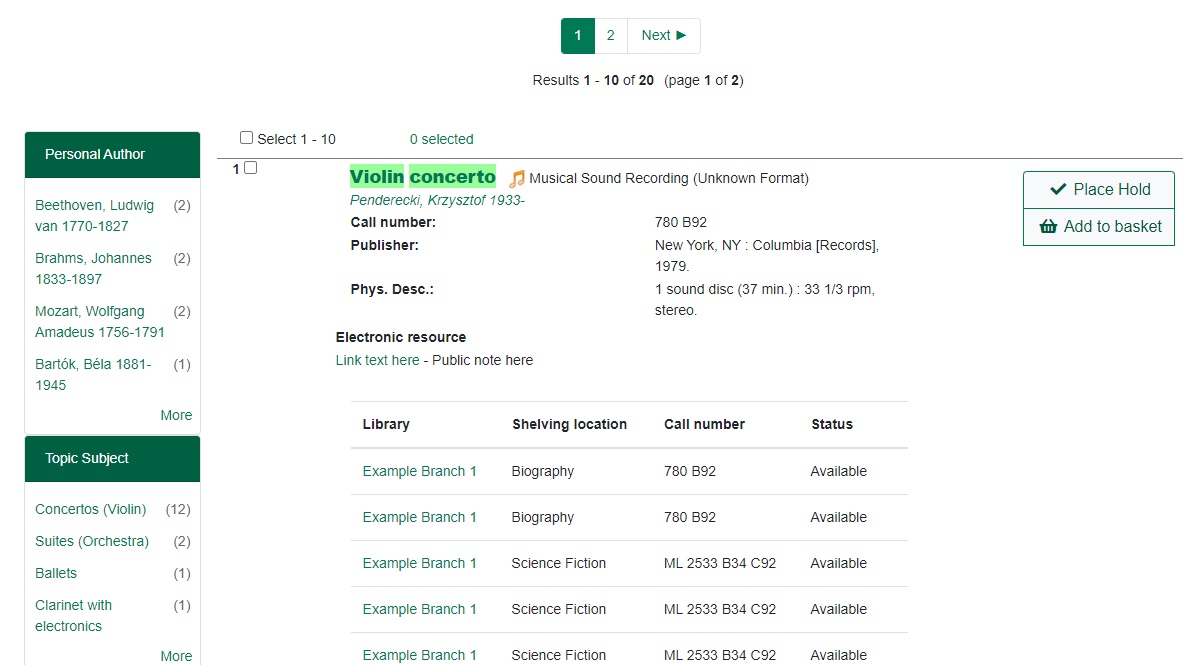 1 2 Next ►
Results 1 - 10 of 20 (page 1 of 2)
Personal Author
Beethoven, Ludwig (2)
van 1770-1827
Brahms, Johannes (2)
1833-1897
Mozart, Wolfgang (2)
Amadeus 1756-1791
Bartók, Béla 1881- (1)
1945
More
Topic Subject
Concertos (Violin) (12)
Suites (Orchestra) (2)
Ballets (1)
Clarinet with (1)
electronics
More
Select 1 - 10 0 selected
1
Violin concerto Musical Sound Recording (Unknown Format)
Penderecki, Krzysztof 1933-
Call number: 780 B92
Publisher: New York, NY : Columbia [Records],
1979.
Phys. Desc.: 1 sound disc (37 min.) : 33 1/3 rpm,
stereo.
Electronic resource
Link text here - Public note here
Library Shelving location Call number Status
Example Branch 1 Biography 780 B92 Available
Example Branch 1 Biography 780 B92 Available
Example Branch 1 Science Fiction ML 2533 B34 C92 Available
Example Branch 1 Science Fiction ML 2533 B34 C92 Available
Example Branch 1 Science Fiction ML 2533 B34 C92 Available
Place Hold
Add to basket